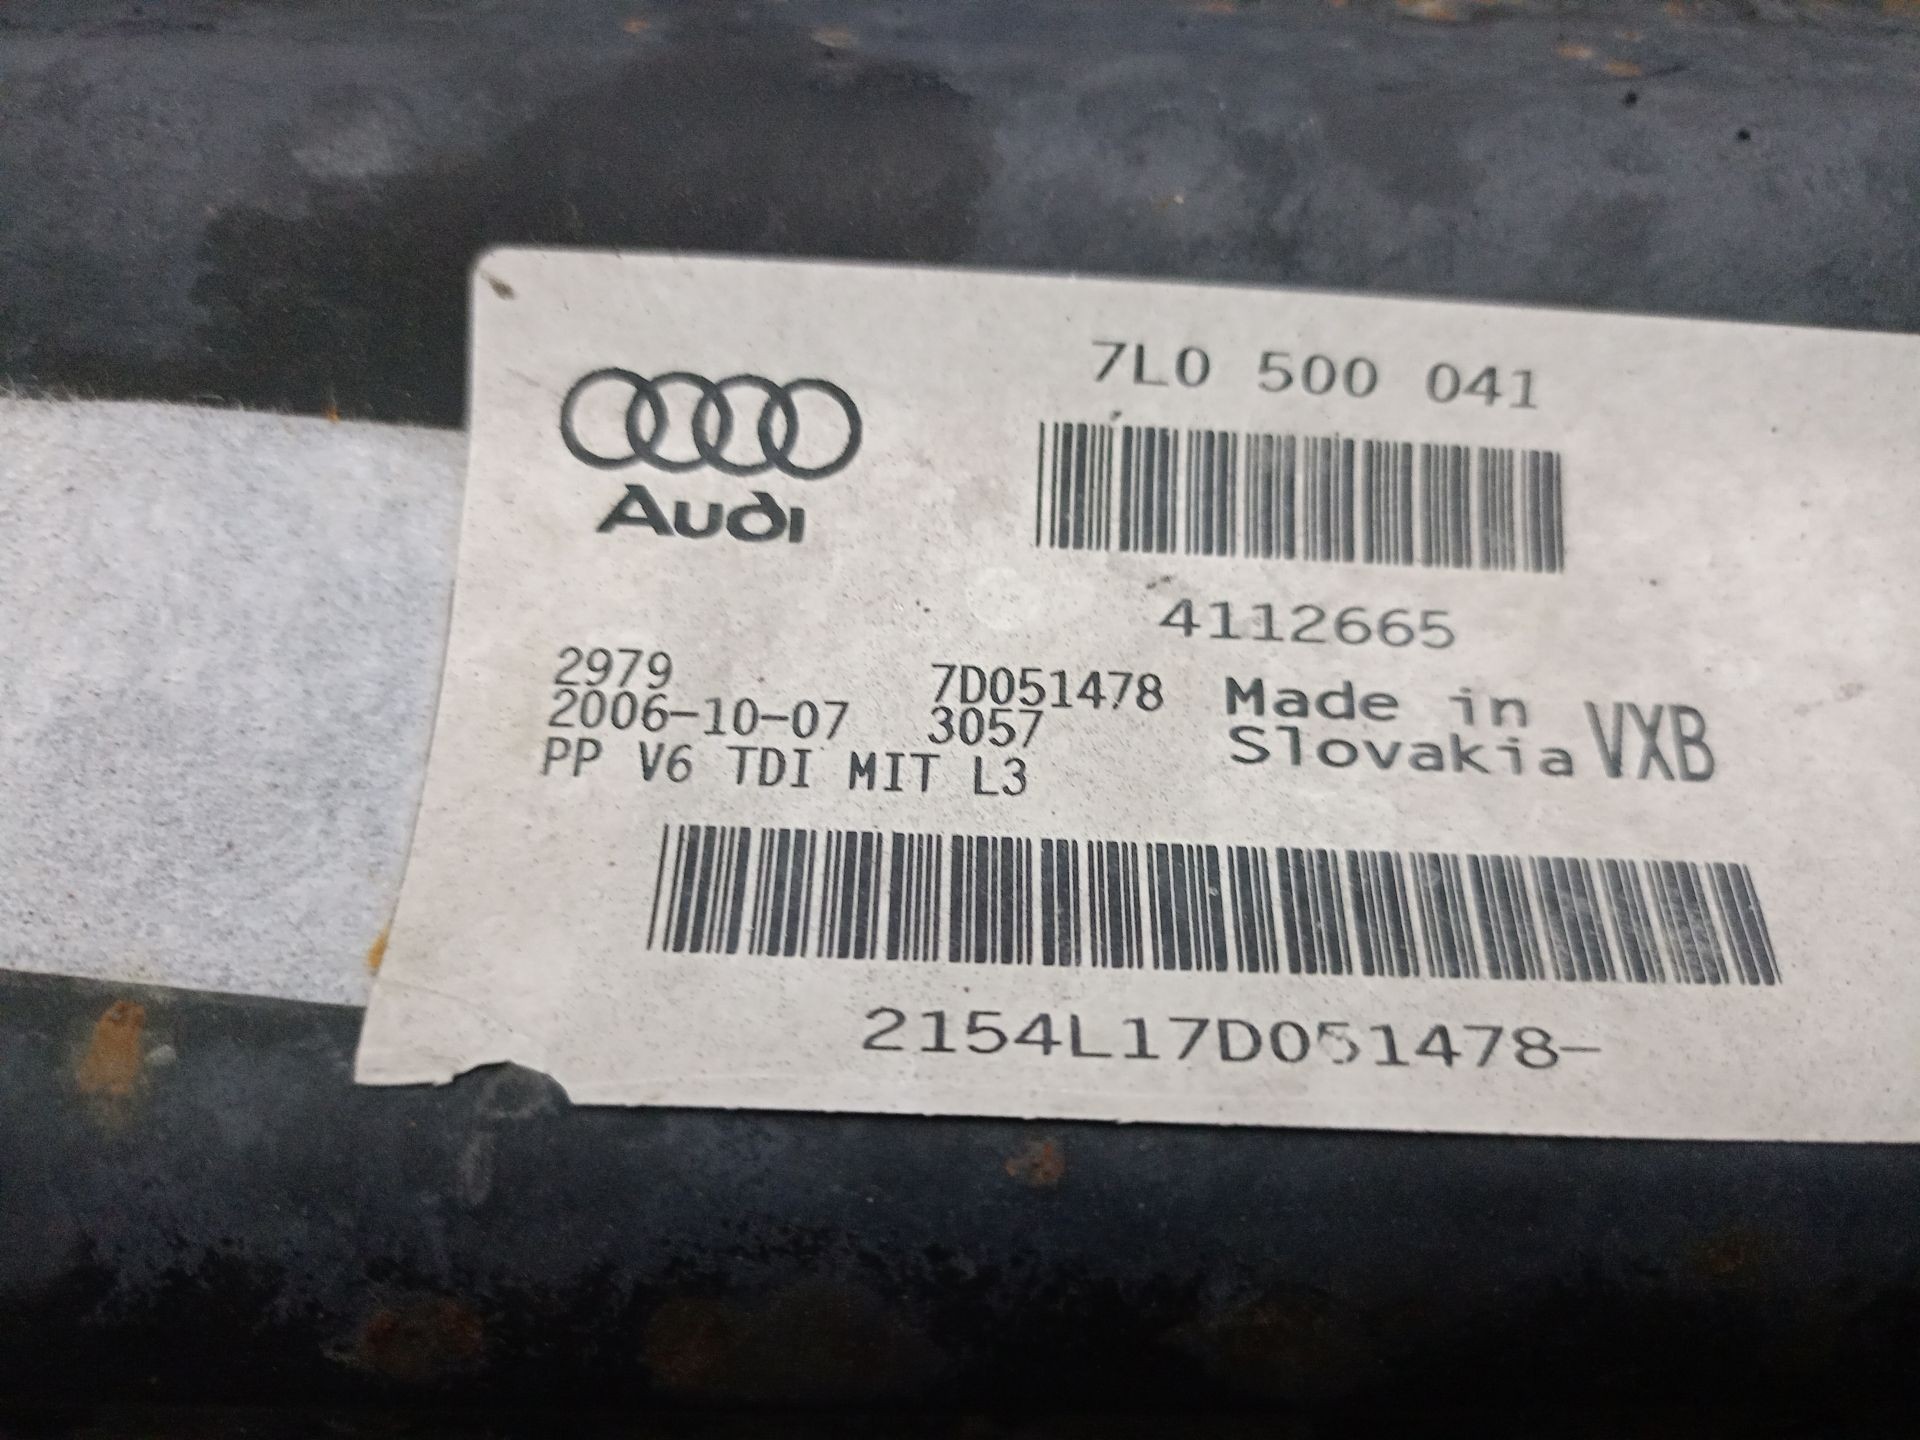 7L0 500 041
Audi
4112665
2979
2006-10-07 7D051478
3057
Made in
Slovakia VXB
PP V6 TDI MIT L3
2154L17D051478-